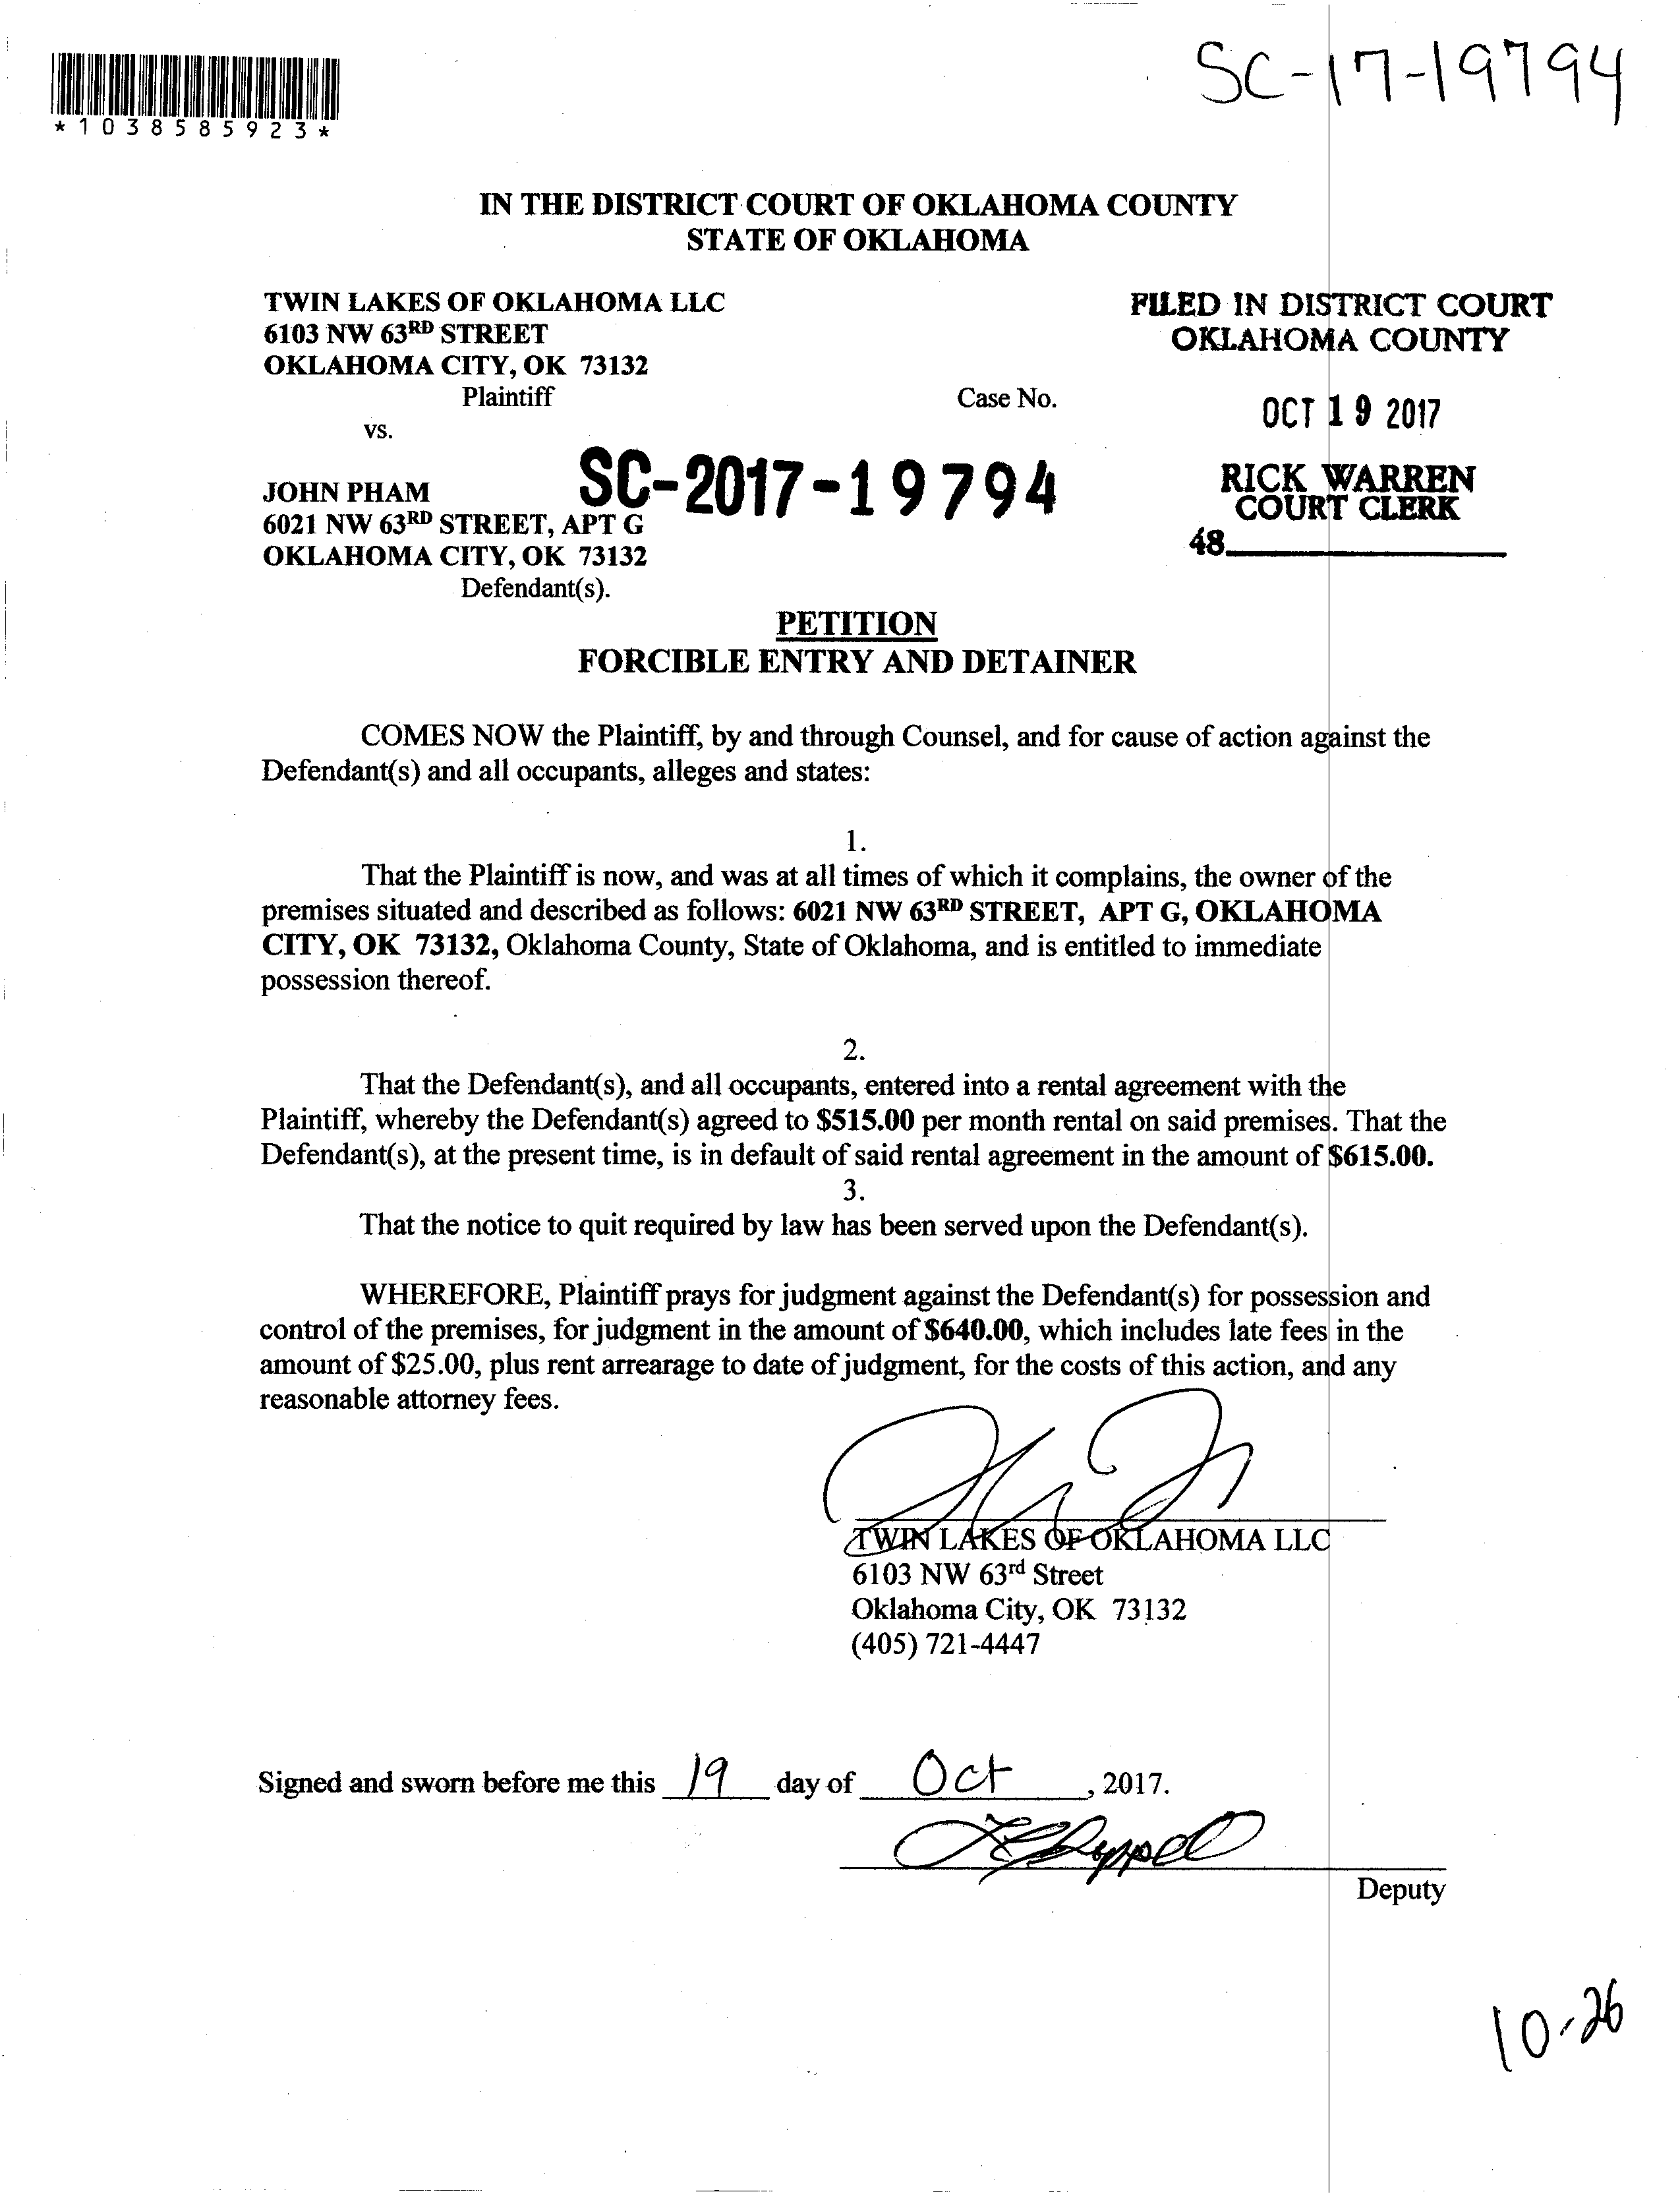 SC-17-19794
*1038585923*
IN THE DISTRICT COURT OF OKLAHOMA COUNTY
STATE OF OKLAHOMA
TWIN LAKES OF OKLAHOMA LLC
6103 NW 63RD STREET
OKLAHOMA CITY, OK 73132
Plaintiff
vs.
Case No.
FILED IN DISTRICT COURT
OKLAHOMA COUNTY
OCT 19 2017
RICK WARREN
COURT CLERK
48
SC-2017-19794
JOHN PHAM
6021 NW 63RD STREET, APT G
OKLAHOMA CITY, OK 73132
Defendant(s).
PETITION
FORCIBLE ENTRY AND DETAINER
COMES NOW the Plaintiff, by and through Counsel, and for cause of action against the
Defendant(s) and all occupants, alleges and states:
1.
That the Plaintiff is now, and was at all times of which it complains, the owner of the
premises situated and described as follows: 6021 NW 63RD STREET, APT G, OKLAHOMA
CITY, OK 73132, Oklahoma County, State of Oklahoma, and is entitled to immediate
possession thereof.
2.
That the Defendant(s), and all occupants, entered into a rental agreement with the
Plaintiff, whereby the Defendant(s) agreed to $515.00 per month rental on said premises. That the
Defendant(s), at the present time, is in default of said rental agreement in the amount of $615.00.
3.
That the notice to quit required by law has been served upon the Defendant(s).
WHEREFORE, Plaintiff prays for judgment against the Defendant(s) for possession and
control of the premises, for judgment in the amount of $640.00, which includes late fees in the
amount of $25.00, plus rent arrearage to date of judgment, for the costs of this action, and any
reasonable attorney fees.
TWIN LAKES OF OKLAHOMA LLC
6103 NW 63rd Street
Oklahoma City, OK 73132
(405) 721-4447
Signed and sworn before me this 19 day of Oct, 2017.
Deputy
10-26